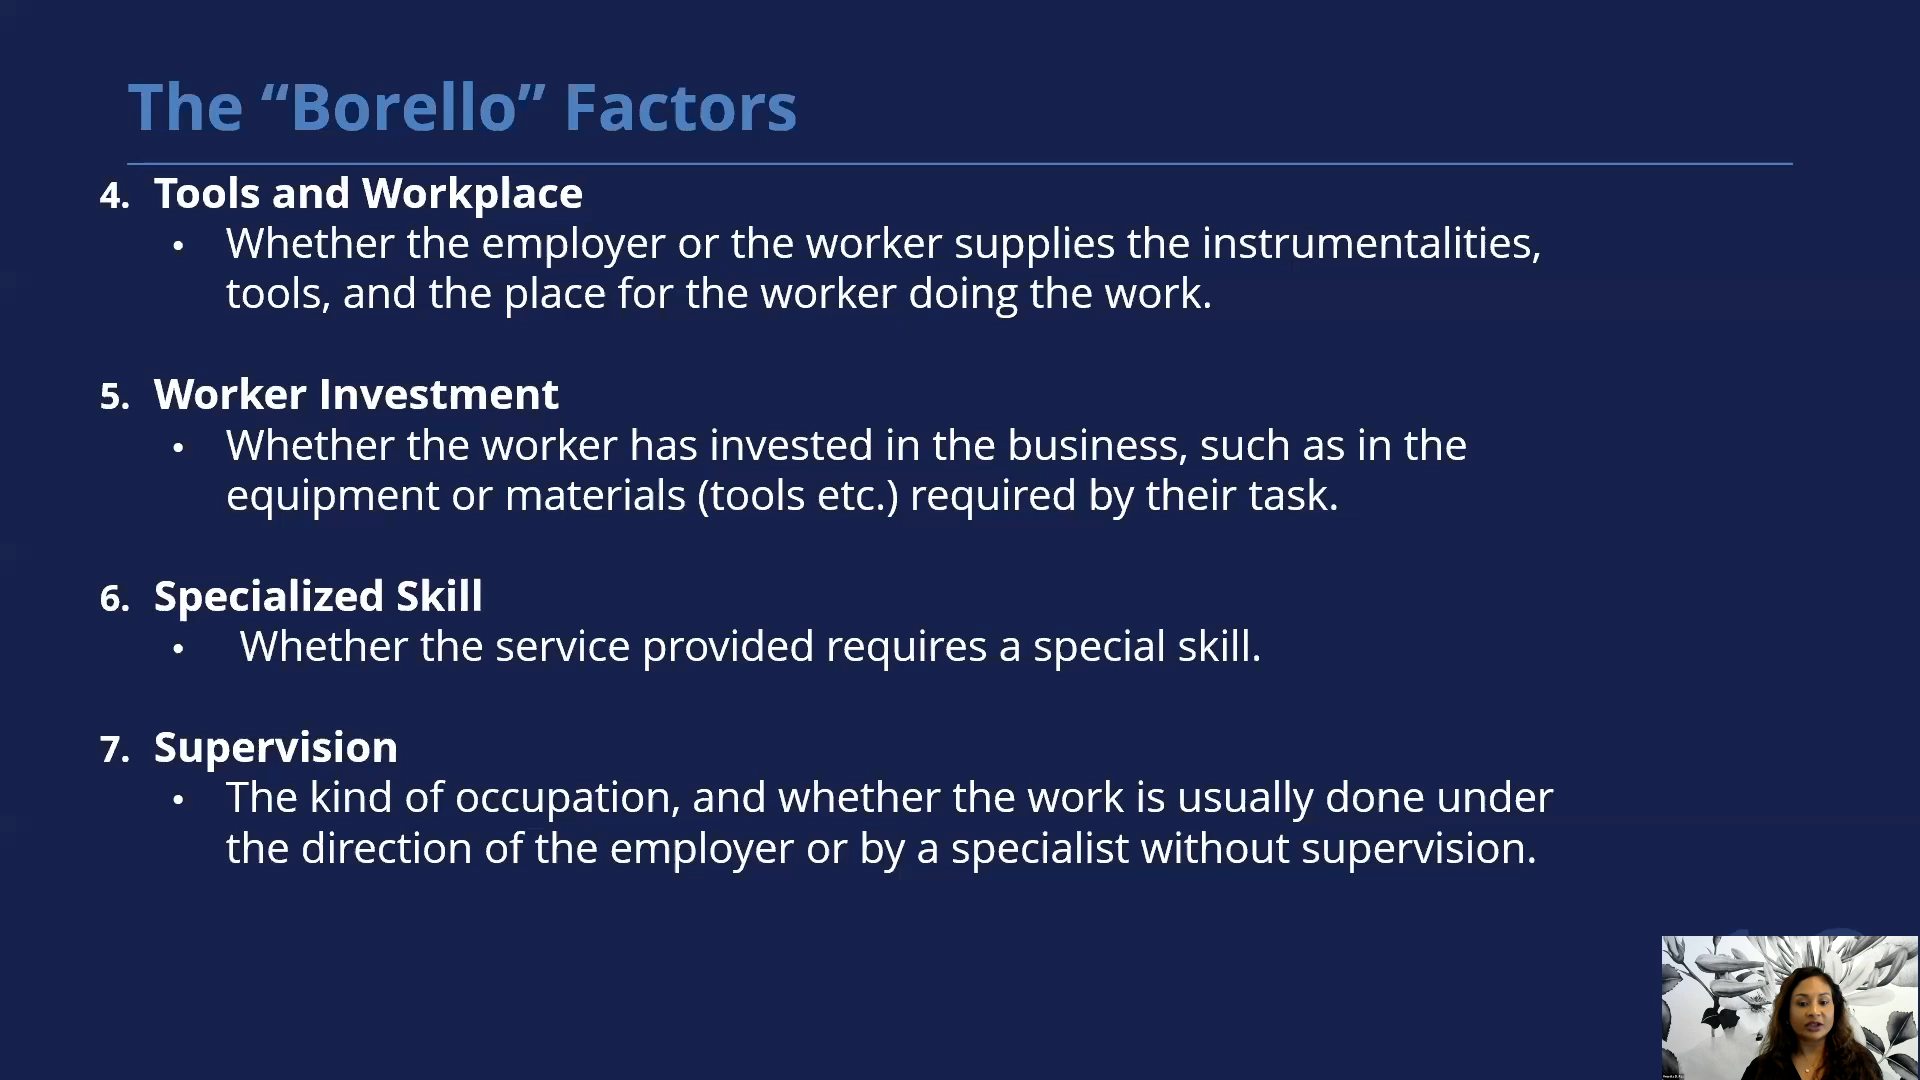 The “Borello” Factors
4. Tools and Workplace
• Whether the employer or the worker supplies the instrumentalities,
tools, and the place for the worker doing the work.
5. Worker Investment
• Whether the worker has invested in the business, such as in the
equipment or materials (tools etc.) required by their task.
6. Specialized Skill
• Whether the service provided requires a special skill.
7. Supervision
• The kind of occupation, and whether the work is usually done under
the direction of the employer or by a specialist without supervision.